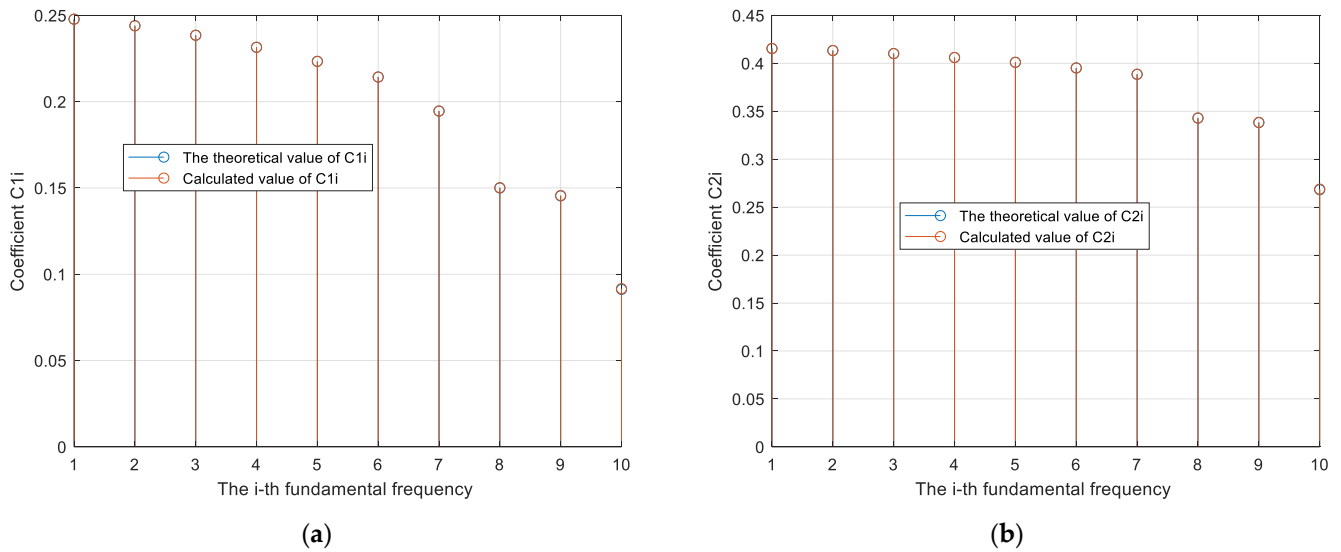 0.25
0.2
0.15
0.1
0.05
0
Coefficient C1i
The theoretical value of C1i
Calculated value of C1i
1 2 3 4 5 6 7 8 9 10
The i-th fundamental frequency
(a)
0.45
0.4
0.35
0.3
0.25
0.2
0.15
0.1
0.05
0
Coefficient C2i
The theoretical value of C2i
Calculated value of C2i
1 2 3 4 5 6 7 8 9 10
The i-th fundamental frequency
(b)